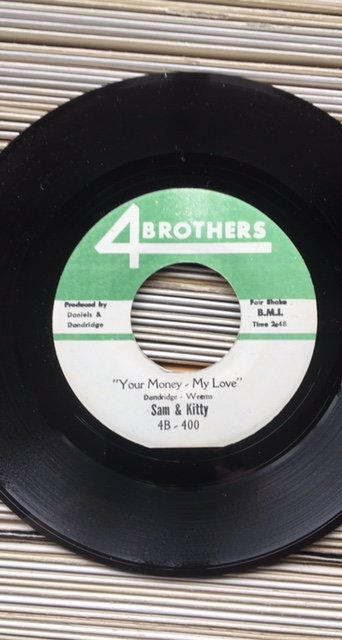 4 BROTHERS
Produced by
Daniels &
Dandridge
Fair Shake
B.M.I.
Time 2:48
"Your Money - My Love"
Dandridge - Weems
Sam & Kitty
4B - 400